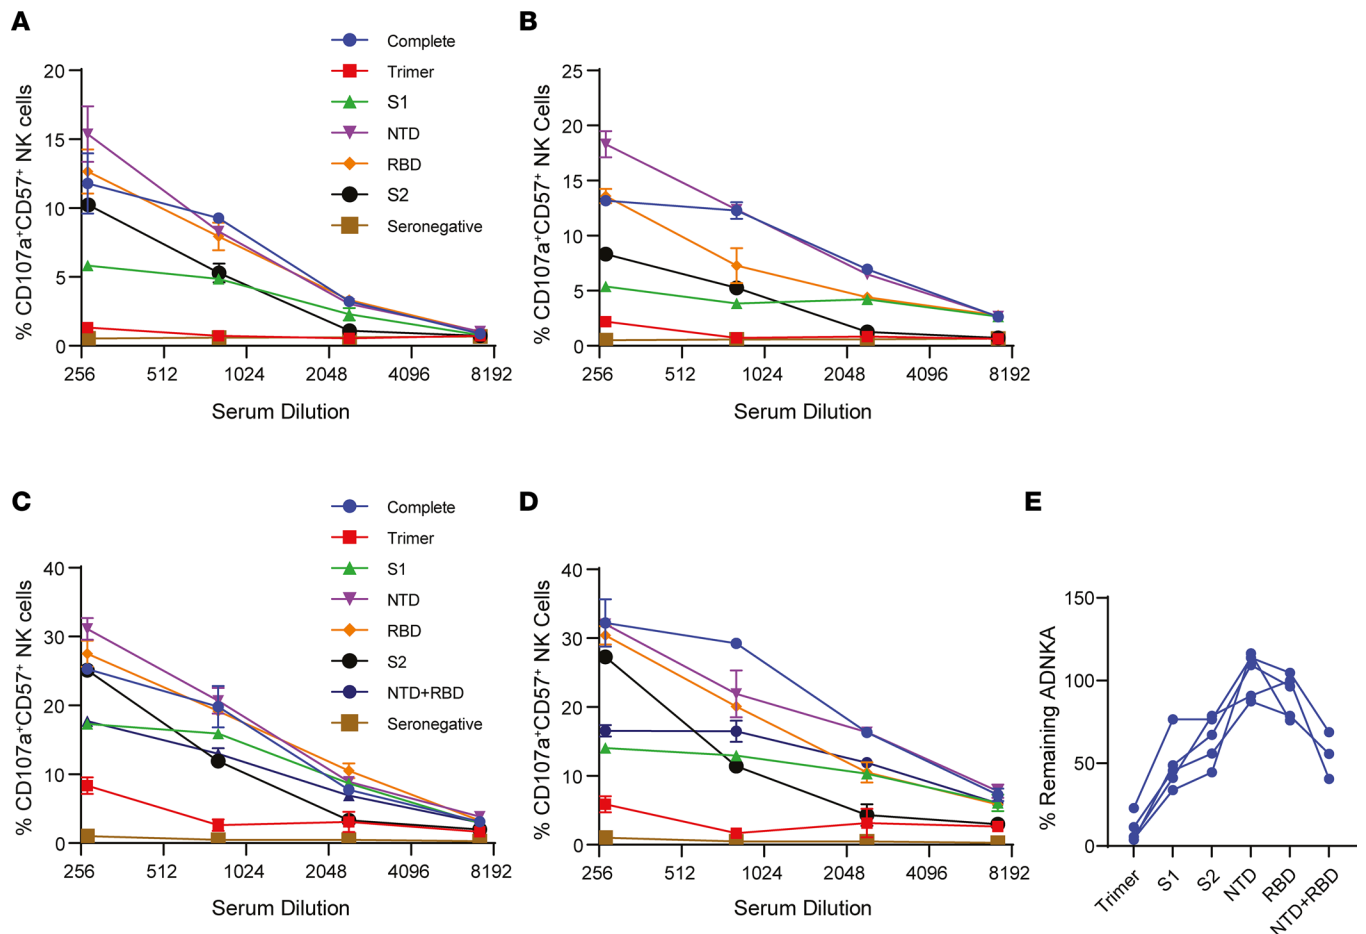 A
B
Complete
Trimer
S1
NTD
RBD
S2
Seronegative
% CD107a⁺CD57⁺ NK cells
20
15
10
5
0
256 512 1024 2048 4096 8192
Serum Dilution
% CD107a⁺CD57⁺ NK Cells
25
20
15
10
5
0
256 512 1024 2048 4096 8192
Serum Dilution
C
D
E
Complete
Trimer
S1
NTD
RBD
S2
NTD+RBD
Seronegative
% CD107a⁺CD57⁺ NK cells
40
30
20
10
0
256 512 1024 2048 4096 8192
Serum Dilution
% CD107a⁺CD57⁺ NK Cells
40
30
20
10
0
256 512 1024 2048 4096 8192
Serum Dilution
% Remaining ADNKA
150
100
50
0
Trimer
S1
S2
NTD
RBD
NTD+RBD